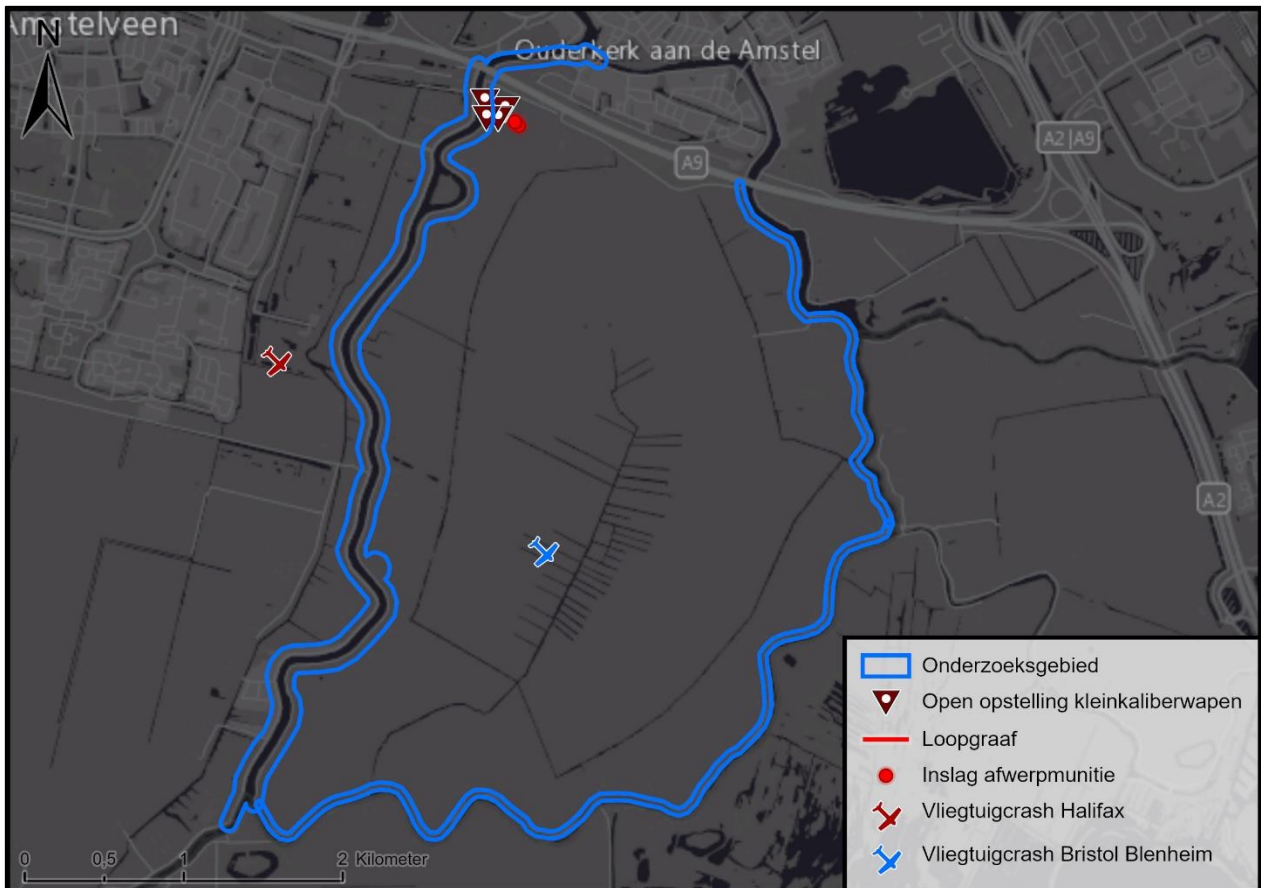 Amstelveen
N
Ouderkerk aan de Amstel
A2|A9
A9
A2
Onderzoeksgebied
Open opstelling kleinkaliberwapen
Loopgraaf
Inslag afwerpmunitie
Vliegtuigcrash Halifax
Vliegtuigcrash Bristol Blenheim
0 0,5 1 2 Kilometer